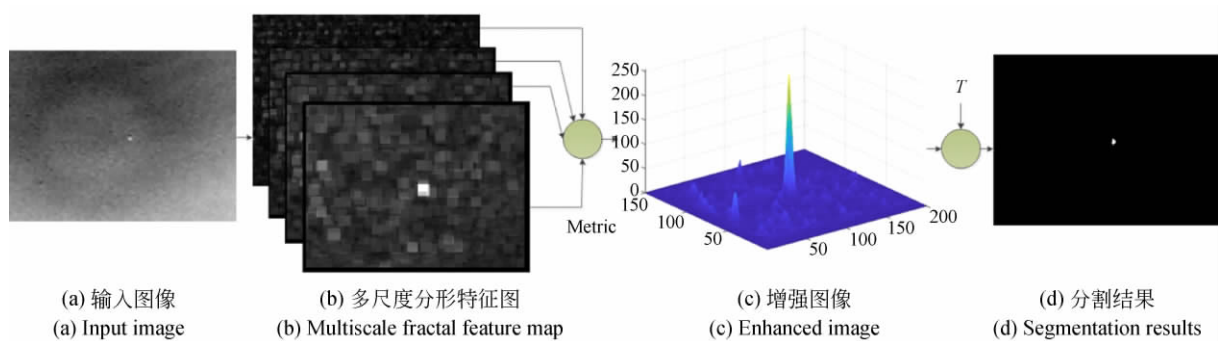 250
200
150
100
50
0
150
100
50
50
100
150
200
Metric
T
(a) 输入图像
(a) Input image
(b) 多尺度分形特征图
(b) Multiscale fractal feature map
(c) 增强图像
(c) Enhanced image
(d) 分割结果
(d) Segmentation results